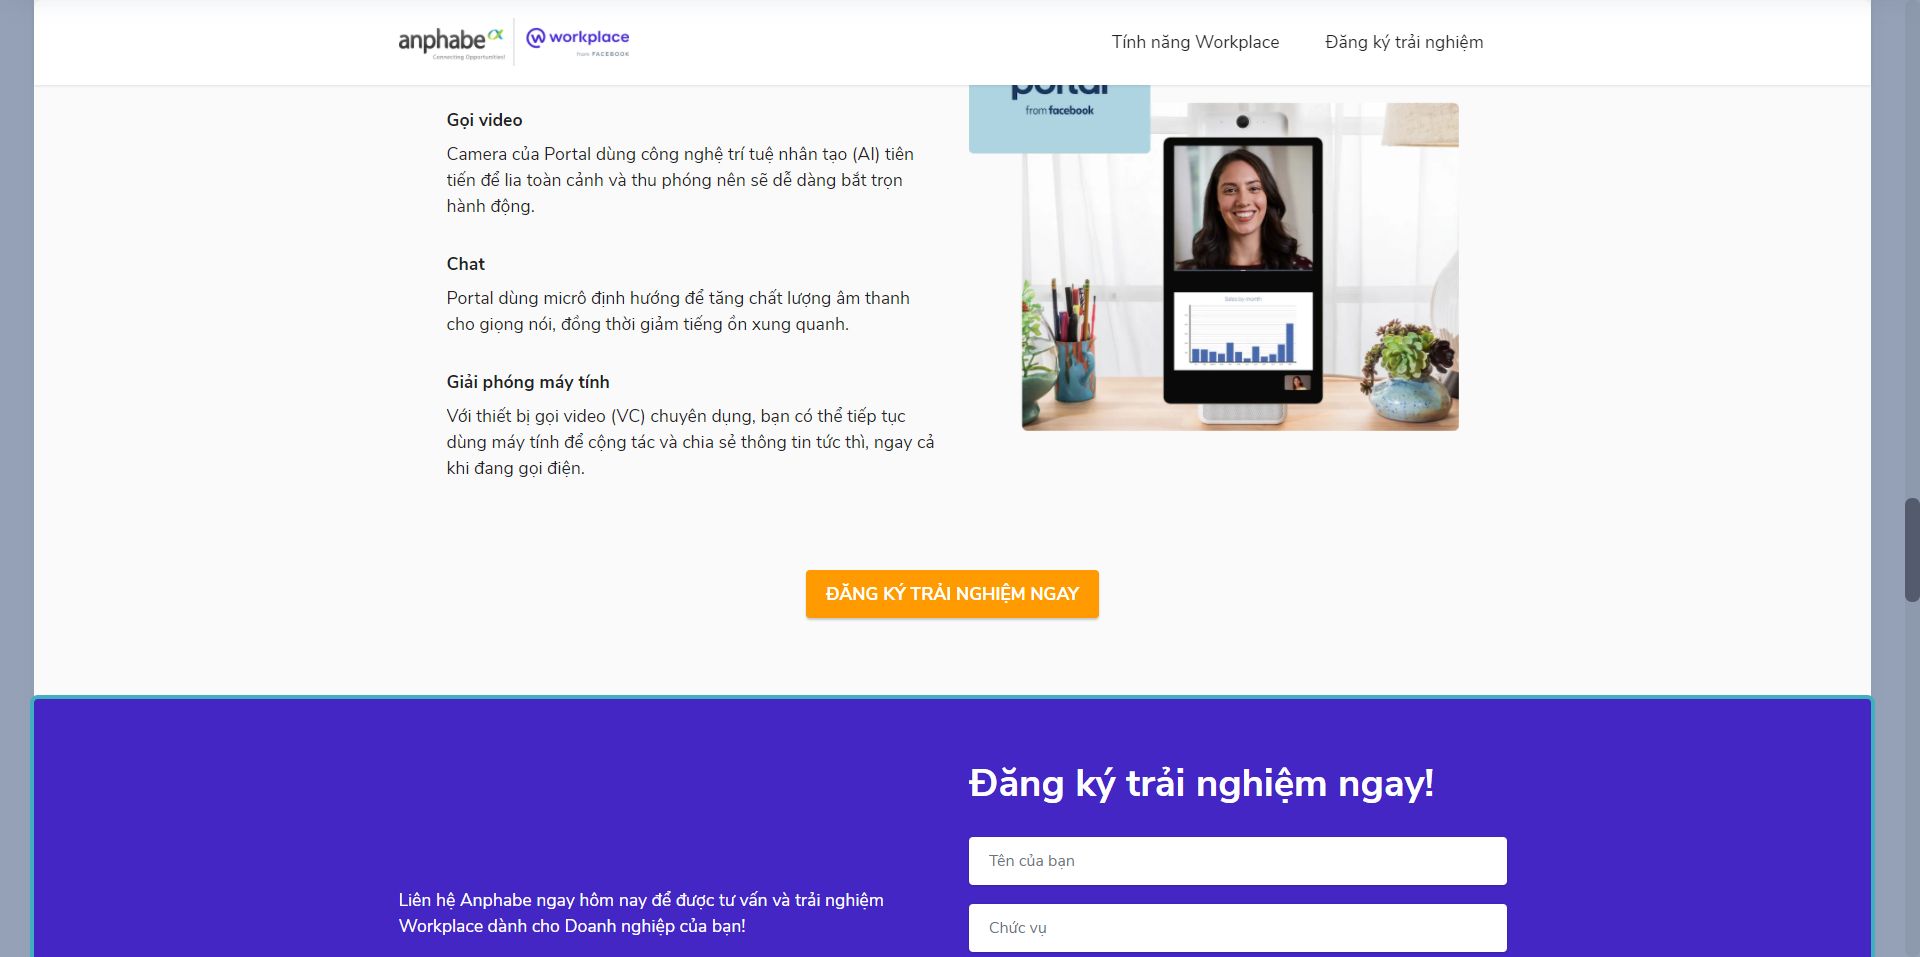 anphabe
Connecting Opportunities!
workplace
from FACEBOOK
Tính năng Workplace
Đăng ký trải nghiệm
portal
from facebook
Gọi video
Camera của Portal dùng công nghệ trí tuệ nhân tạo (AI) tiên
tiến để lia toàn cảnh và thu phóng nên sẽ dễ dàng bắt trọn
hành động.
Chat
Portal dùng micrô định hướng để tăng chất lượng âm thanh
cho giọng nói, đồng thời giảm tiếng ồn xung quanh.
Giải phóng máy tính
Với thiết bị gọi video (VC) chuyên dụng, bạn có thể tiếp tục
dùng máy tính để cộng tác và chia sẻ thông tin tức thì, ngay cả
khi đang gọi điện.
Sales by month
ĐĂNG KÝ TRẢI NGHIỆM NGAY
Đăng ký trải nghiệm ngay!
Tên của bạn
Chức vụ
Liên hệ Anphabe ngay hôm nay để được tư vấn và trải nghiệm
Workplace dành cho Doanh nghiệp của bạn!